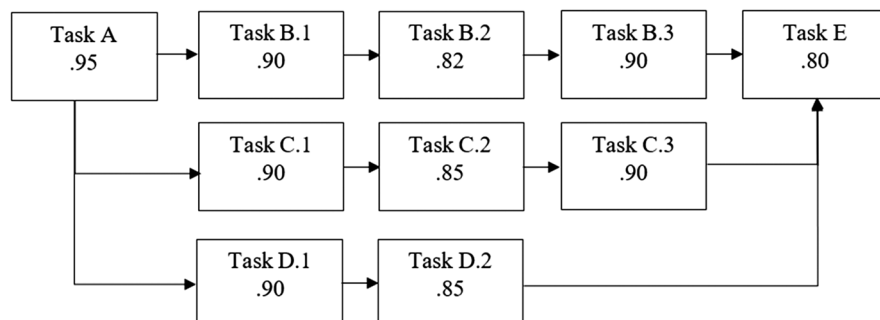 Task A
.95
Task B.1
.90
Task B.2
.82
Task B.3
.90
Task E
.80
Task C.1
.90
Task C.2
.85
Task C.3
.90
Task D.1
.90
Task D.2
.85